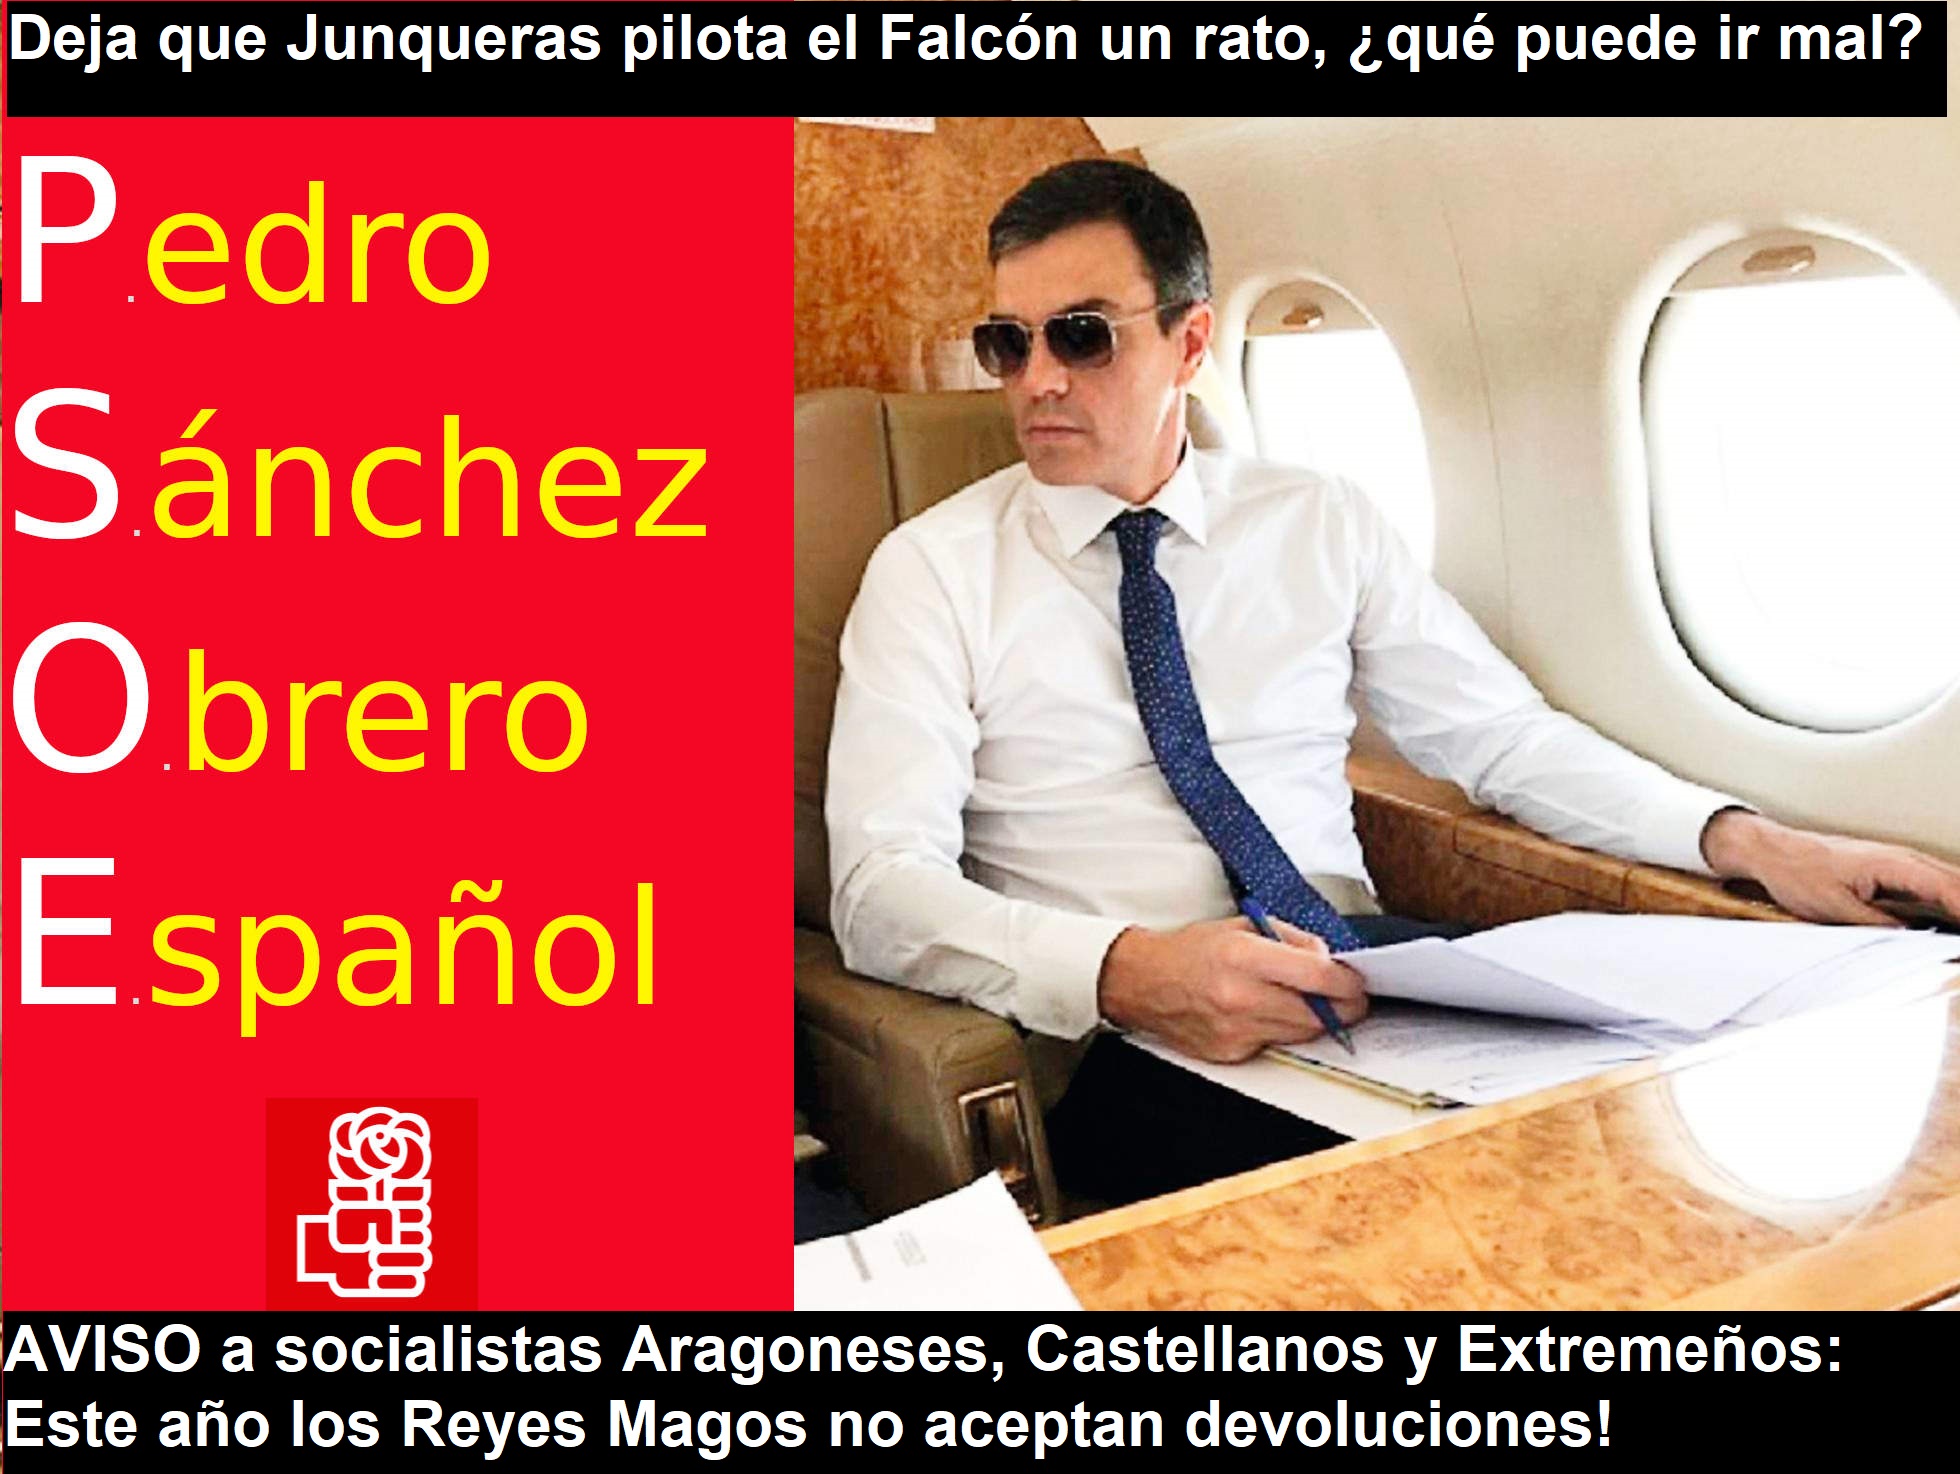 Deja que Junqueras pilota el Falcón un rato, ¿qué puede ir mal?
P.edro
S.ánchez
O.brero
E.spañol
AVISO a socialistas Aragoneses, Castellanos y Extremeños:
Este año los Reyes Magos no aceptan devoluciones!